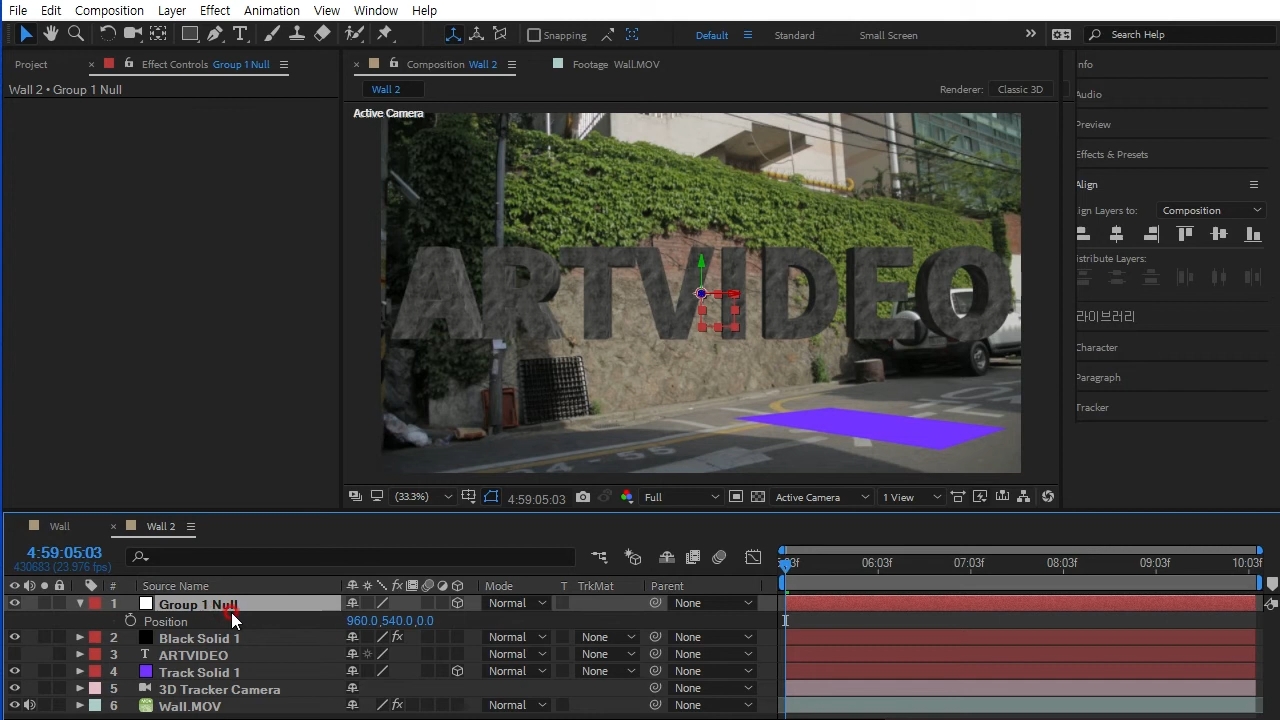 File Edit Composition Layer Effect Animation View Window Help
Snapping Default Standard Small Screen Search Help
Project Effect Controls Group 1 Null Composition Wall 2 Footage Wall.MOV nfo
Wall 2 • Group 1 Null Wall 2 Renderer: Classic 3D Audio
Active Camera
Preview
Effects & Presets
Align
ign Layers to: Composition
istribute Layers:
라이브러리
Character
Paragraph
Tracker
ARTVIDEO
(33.3%) 4:59:05:03 Full Active Camera 1 View
Wall Wall 2
4:59:05:03
430683 (23.976 fps)
:03f 06:03f 07:03f 08:03f 09:03f 10:03f
# Source Name fx Mode T TrkMat Parent
1 Group 1 Null Normal None
Position 960.0,540.0,0.0
2 Black Solid 1 fx Normal None None
3 T ARTVIDEO Normal None None
4 Track Solid 1 Normal None None
5 3D Tracker Camera None
6 Wall.MOV fx Normal None None